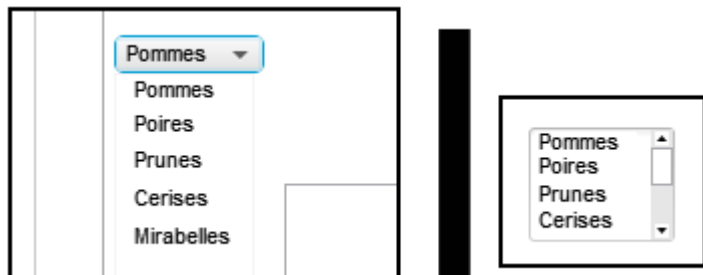 Pommes
Pommes
Poires
Prunes
Cerises
Mirabelles
Pommes
Poires
Prunes
Cerises